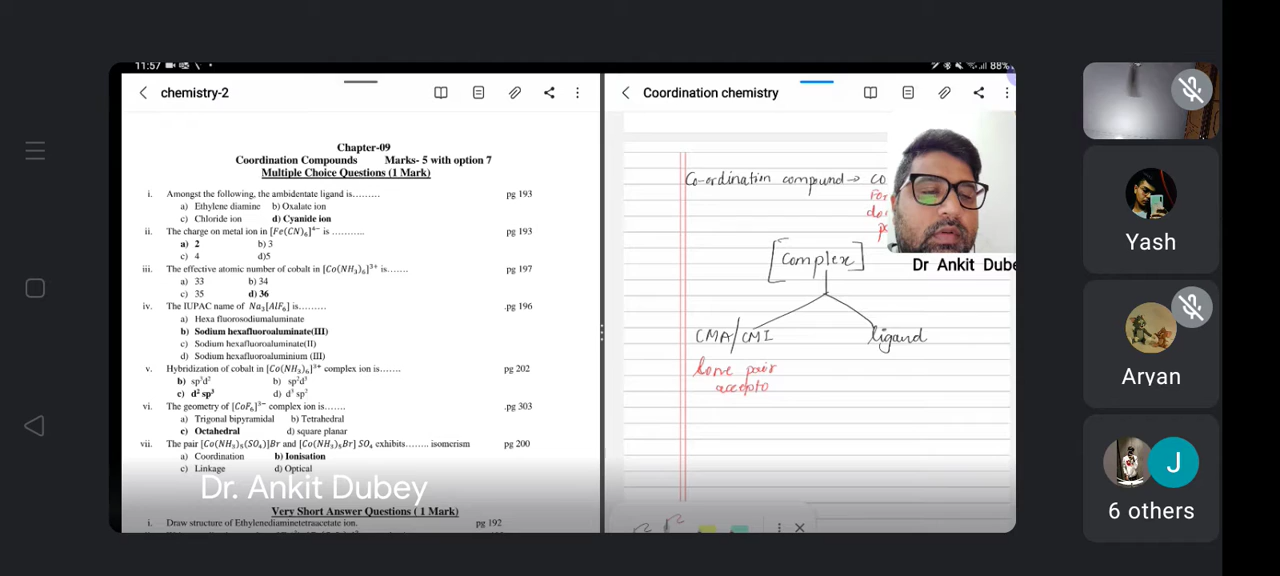 11:57
88%
chemistry-2
Chapter-09
Coordination Compounds Marks- 5 with option 7
Multiple Choice Questions (1 Mark)
i. Amongst the following, the ambidentate ligand is......... pg 193
a) Ethylene diamine b) Oxalate ion
c) Chloride ion d) Cyanide ion
ii. The charge on metal ion in [Fe(CN)₆]⁴⁻ is ........... pg 193
a) 2 b) 3
c) 4 d)5
iii. The effective atomic number of cobalt in [Co(NH₃)₆]³⁺ is....... pg 197
a) 33 b) 34
c) 35 d) 36
iv. The IUPAC name of Na₃[AlF₆] is......... .pg 196
a) Hexa fluorosodiumaluminate
b) Sodium hexafluoroaluminate(III)
c) Sodium hexafluoroaluminate(II)
d) Sodium hexafluoroaluminium (III)
v. Hybridization of cobalt in [Co(NH₃)₆]³⁺ complex ion is....... pg 202
b) sp³d² b)
c) d² sp³ d)
vi. The geometry of [CoF₆]³⁻ complex ion is....... .pg 303
a) Trigonal bipyramidal b) Tetrahedral
c) Octahedral d) square planar
vii. The pair [Co(NH₃)₅(SO₄)]Br and [Co(NH₃)₅Br] SO₄ exhibits........ isomerism pg 200
a) Coordination b) Ionisation
c) Linkage d) Optical
Very Short Answer Questions ( 1 Mark)
i. Draw structure of Ethylenediaminetetraacetate ion. pg 192
Dr. Ankit Dubey
Coordination chemistry
Co-ordination compound → co
For
do
p
[Complex]
CMA/CMI ligand
lone pair
accepto
Dr Ankit Dube
Yash
Aryan
J
6 others